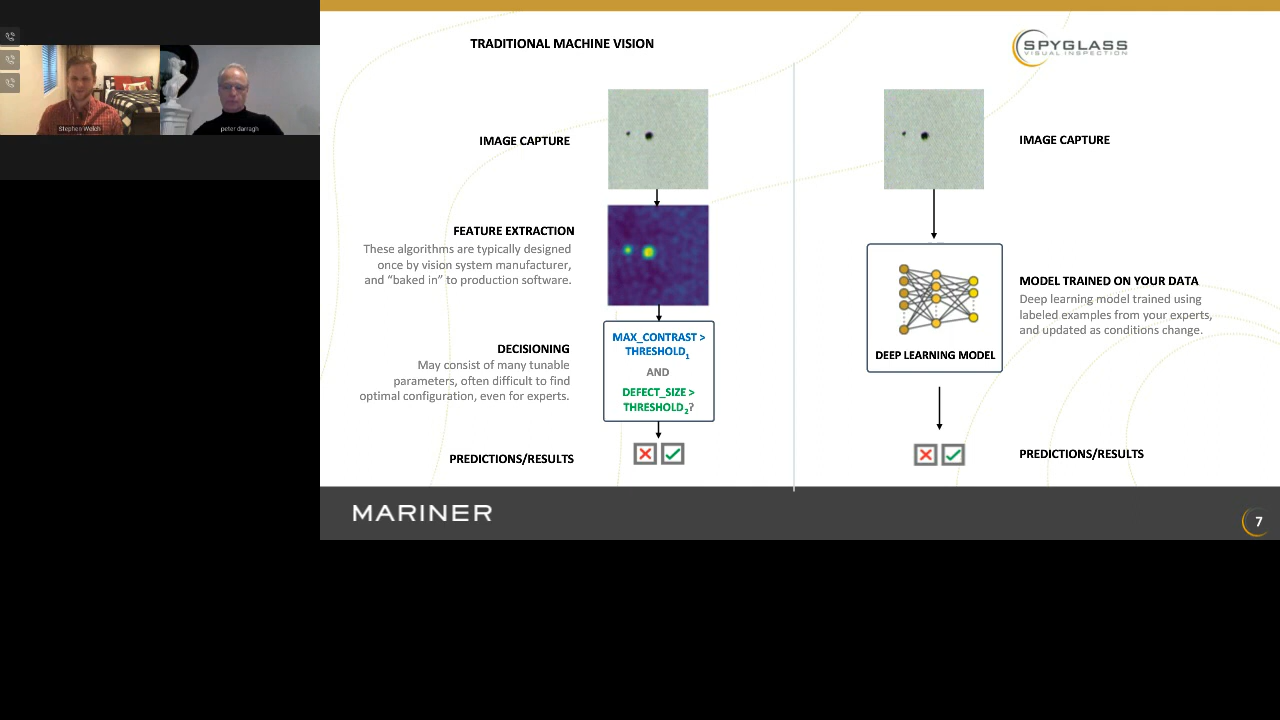 Stephen Welch
peter darragh
TRADITIONAL MACHINE VISION
SPYGLASS
VISUAL INSPECTION
IMAGE CAPTURE
FEATURE EXTRACTION
These algorithms are typically designed
once by vision system manufacturer,
and “baked in” to production software.
DECISIONING
May consist of many tunable
parameters, often difficult to find
optimal configuration, even for experts.
MAX_CONTRAST >
THRESHOLD1
AND
DEFECT_SIZE >
THRESHOLD2?
PREDICTIONS/RESULTS
IMAGE CAPTURE
MODEL TRAINED ON YOUR DATA
Deep learning model trained using
labeled examples from your experts,
and updated as conditions change.
DEEP LEARNING MODEL
PREDICTIONS/RESULTS
MARINER
7